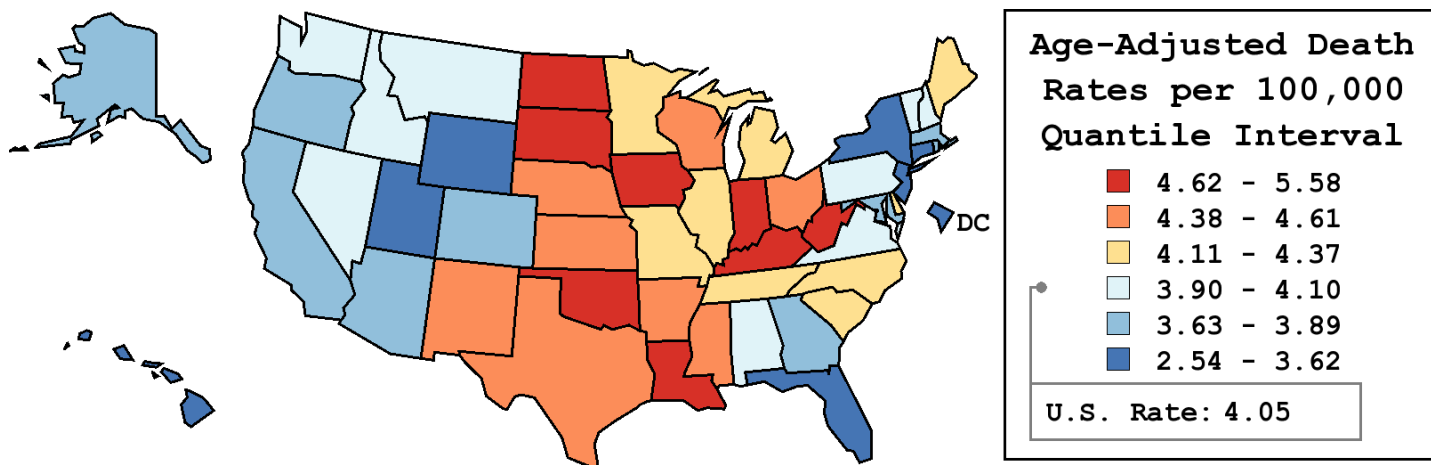 Age-Adjusted Death
Rates per 100,000
Quantile Interval
4.62 - 5.58
4.38 - 4.61
4.11 - 4.37
3.90 - 4.10
3.63 - 3.89
2.54 - 3.62
U.S. Rate: 4.05
DC